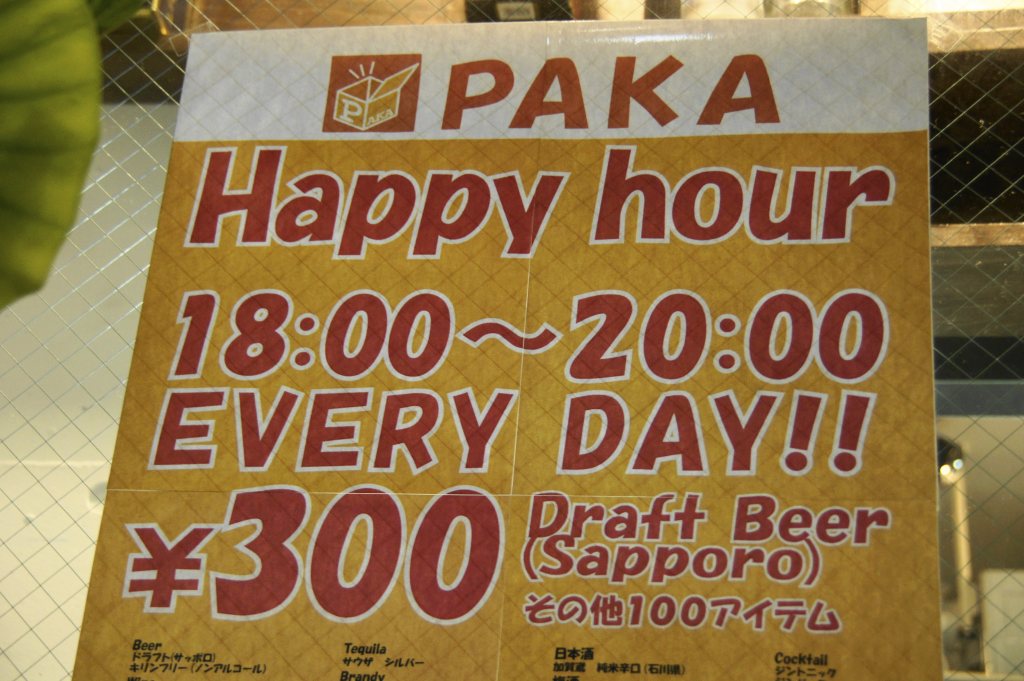 P
AKA
PAKA
Happy hour
18:00~20:00
EVERY DAY!!
¥300
Draft Beer
(Sapporo)
その他100アイテム
Beer
ドラフト(サッポロ)
キリンフリー(ノンアルコール)
Tequila
サウザ シルバー
Brandy
日本酒
加賀蔵 純米辛口(石川県)
Cocktail
ジントニック